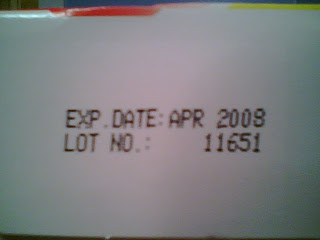 EXP. DATE: APR 2008
LOT NO.: 11651